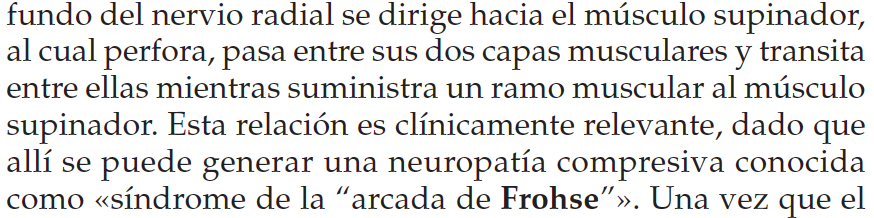 fundo del nervio radial se dirige hacia el músculo supinador,
al cual perfora, pasa entre sus dos capas musculares y transita
entre ellas mientras suministra un ramo muscular al músculo
supinador. Esta relación es clínicamente relevante, dado que
allí se puede generar una neuropatía compresiva conocida
como «síndrome de la “arcada de Frohse”». Una vez que el